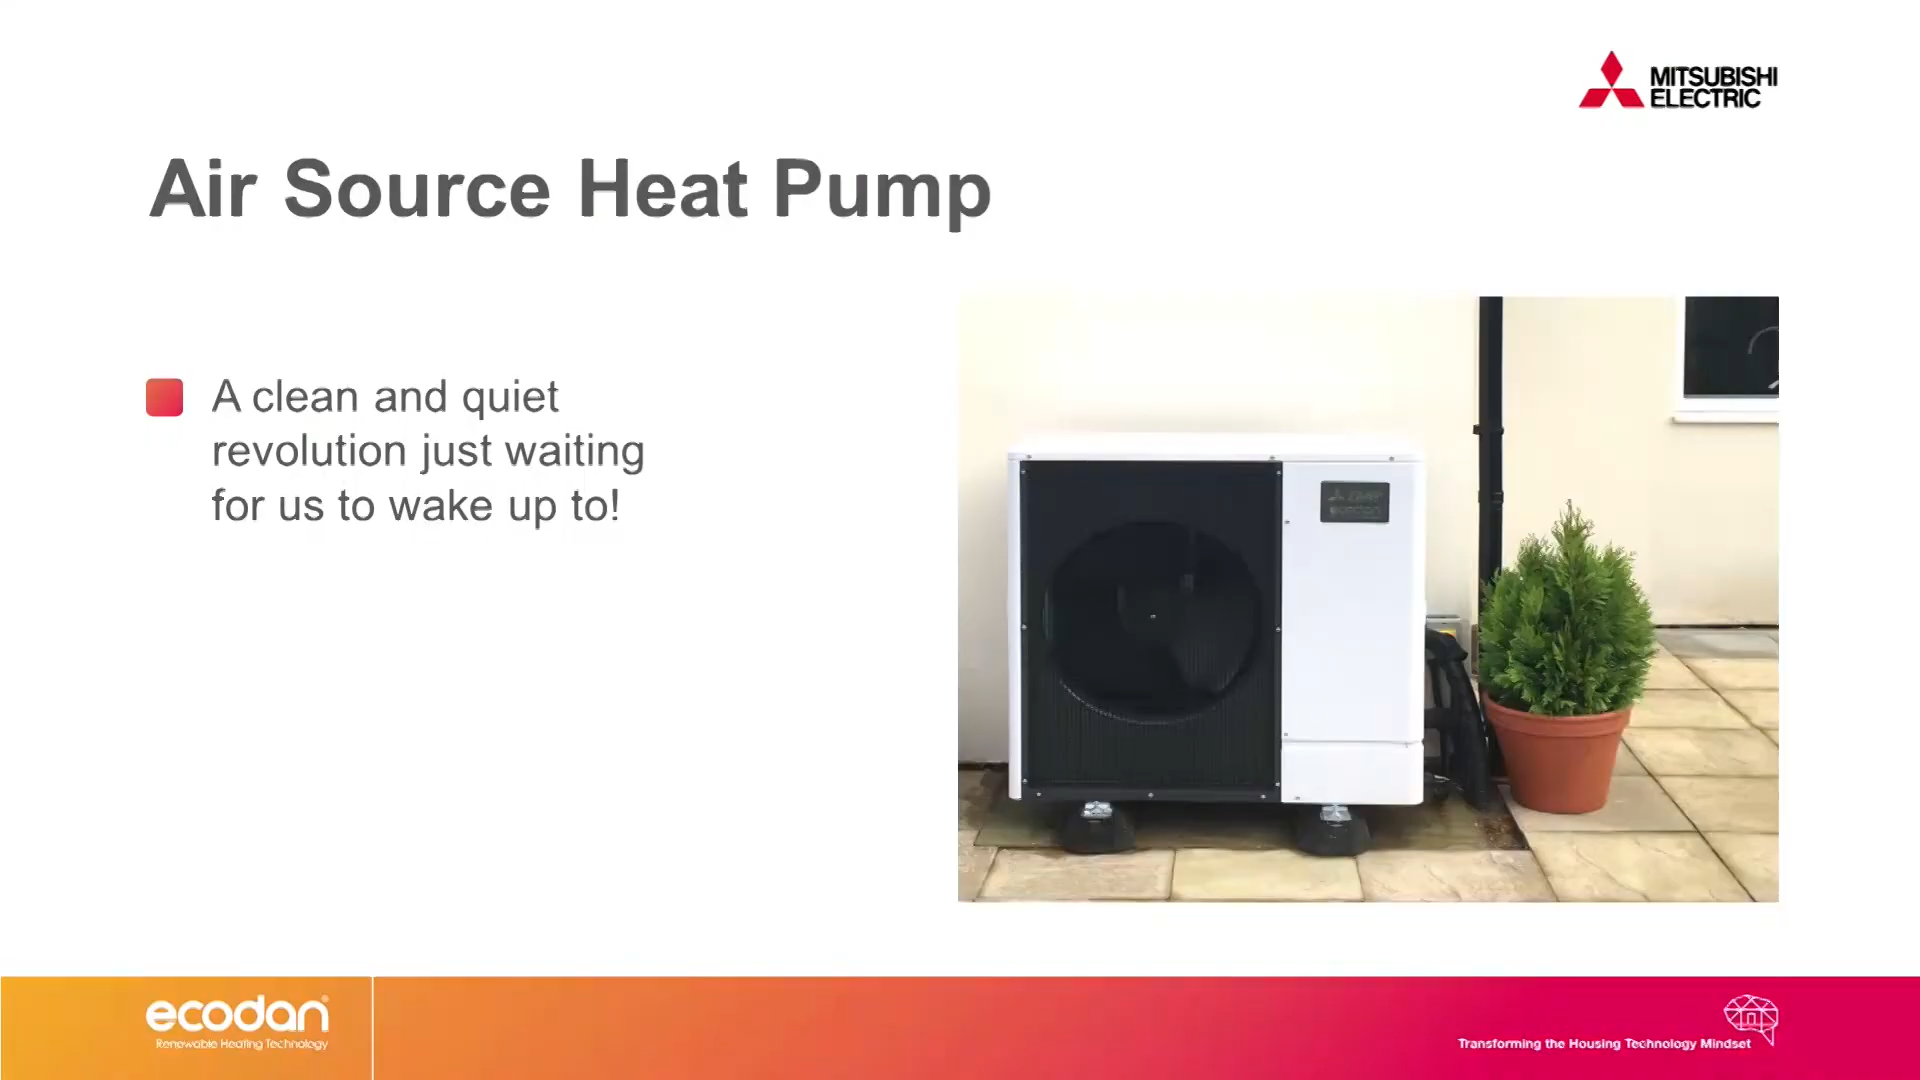 MITSUBISHI
ELECTRIC
Air Source Heat Pump
A clean and quiet
revolution just waiting
for us to wake up to!
ecodan
ecodan®
Renewable Heating Technology
Transforming the Housing Technology Mindset